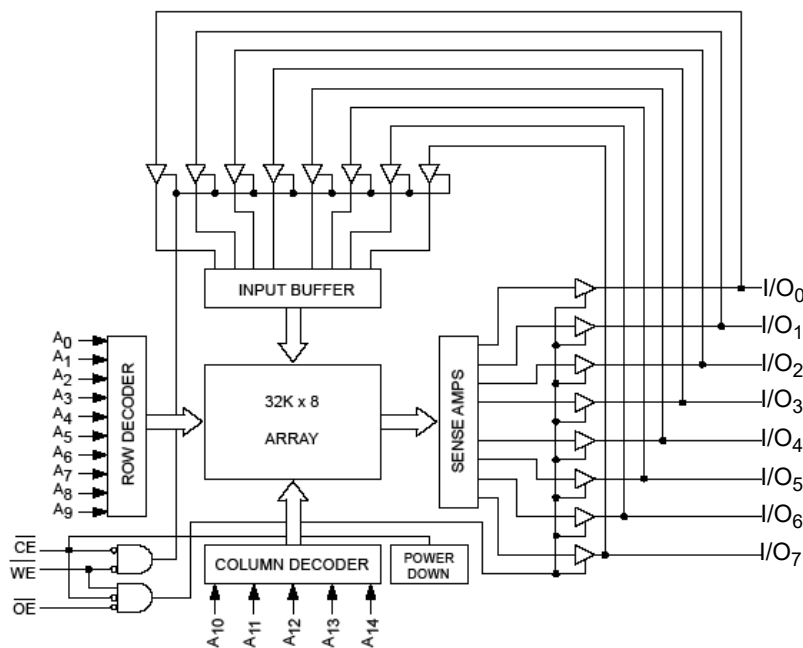 INPUT BUFFER
I/O0
I/O1
I/O2
I/O3
I/O4
I/O5
I/O6
I/O7
A0
A1
A2
A3
A4
A5
A6
A7
A8
A9
ROW DECODER
32K x 8
ARRAY
SENSE AMPS
CE
WE
OE
COLUMN DECODER
POWER
DOWN
A10
A11
A12
A13
A14